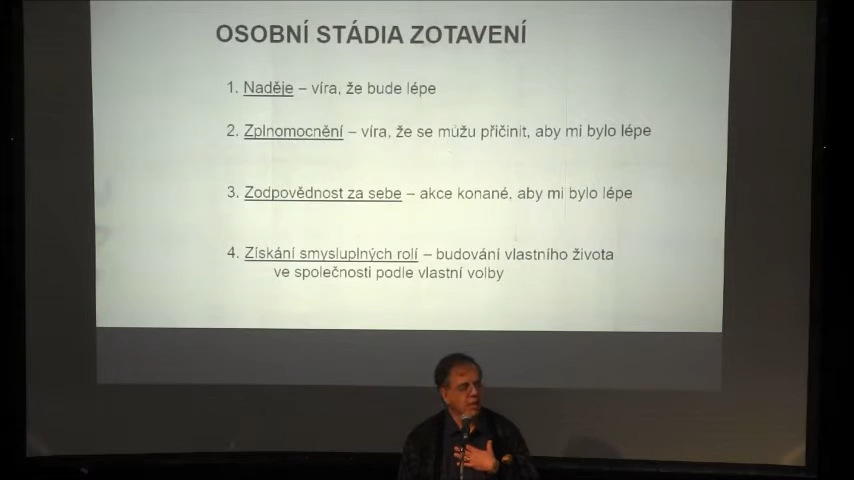 OSOBNÍ STÁDIA ZOTAVENÍ
1. Naděje – víra, že bude lépe
2. Zplnomocnění – víra, že se můžu přičinit, aby mi bylo lépe
3. Zodpovědnost za sebe – akce konané, aby mi bylo lépe
4. Získání smysluplných rolí – budování vlastního života
ve společnosti podle vlastní volby